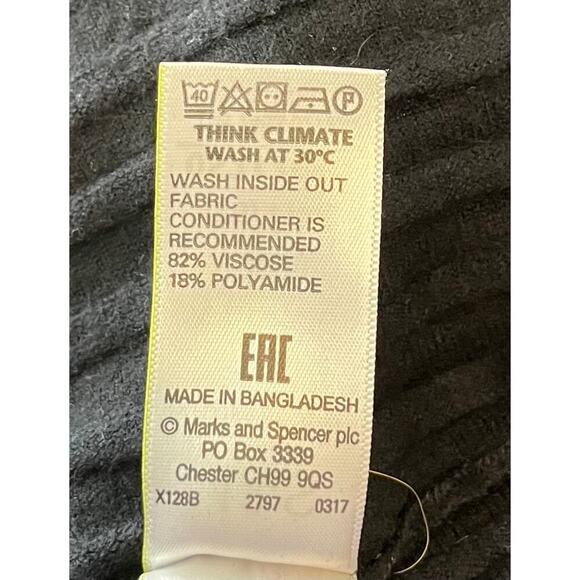 40 P
THINK CLIMATE
WASH AT 30°C
WASH INSIDE OUT
FABRIC
CONDITIONER IS
RECOMMENDED
82% VISCOSE
18% POLYAMIDE
EAC
MADE IN BANGLADESH
© Marks and Spencer plc
PO Box 3339
Chester CH99 9QS
X128B 2797 0317